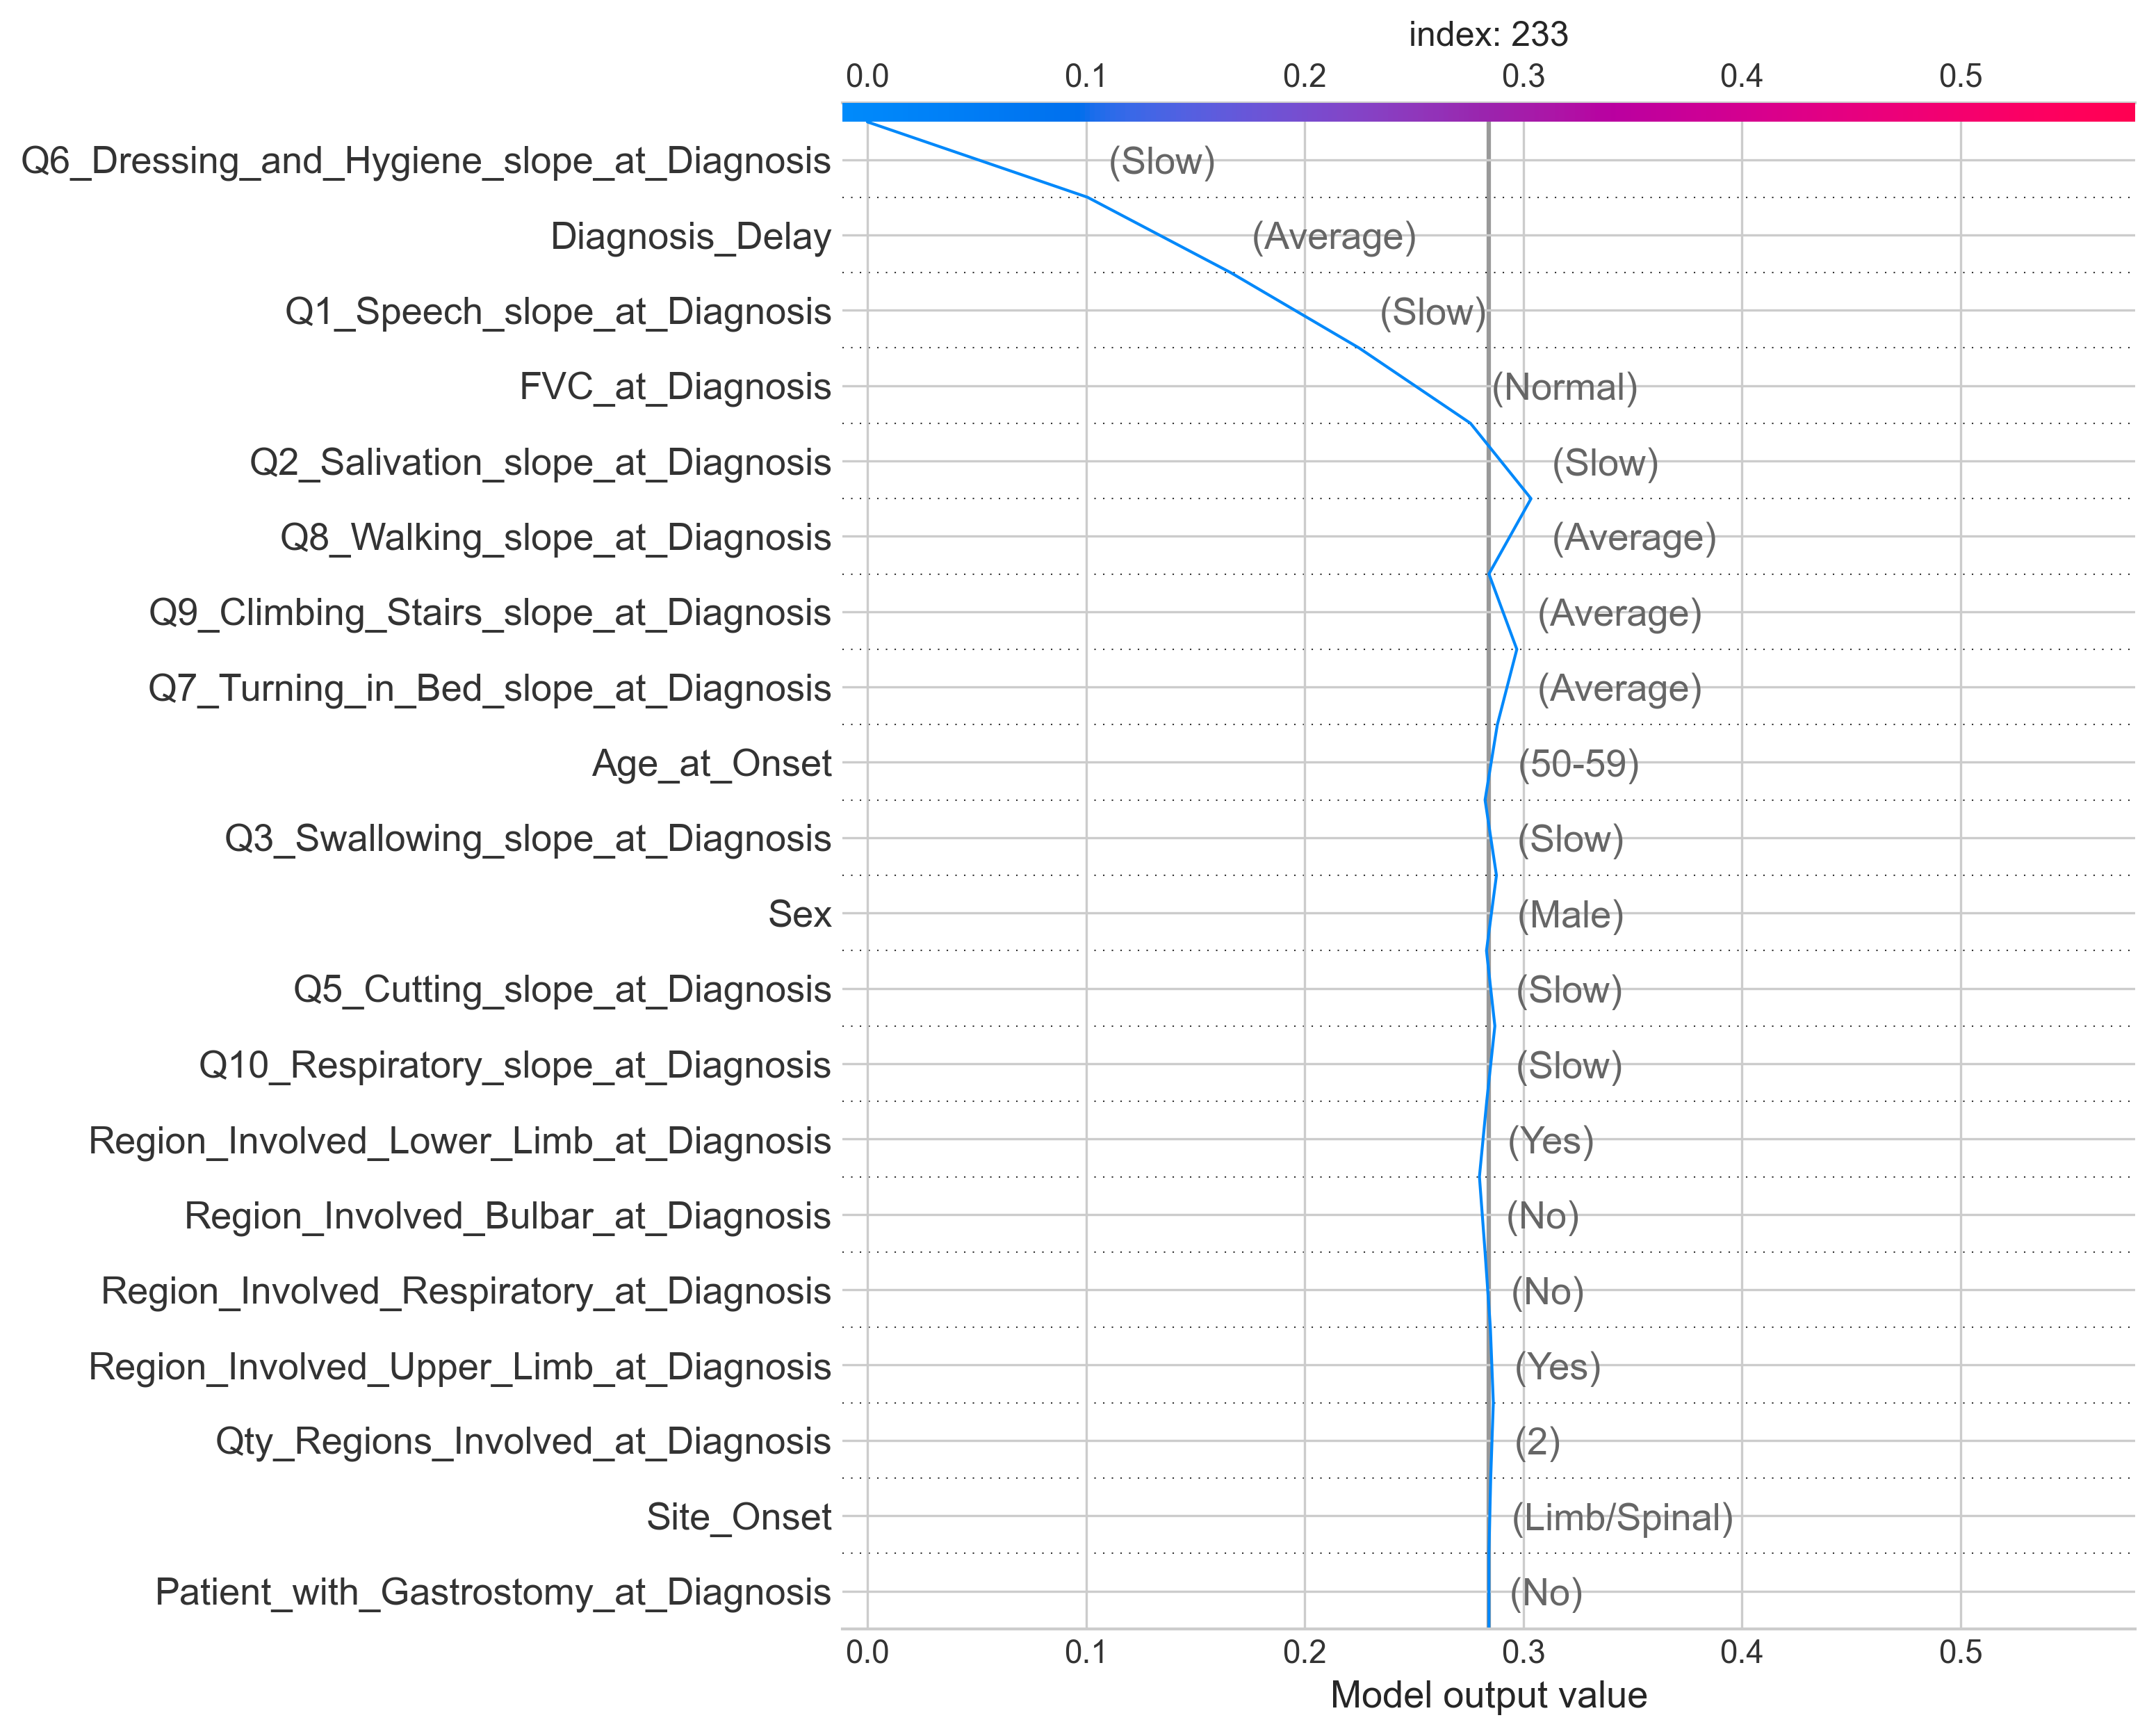 index: 233
0.0 0.1 0.2 0.3 0.4 0.5
Q6_Dressing_and_Hygiene_slope_at_Diagnosis (Slow)
Diagnosis_Delay (Average)
Q1_Speech_slope_at_Diagnosis (Slow)
FVC_at_Diagnosis (Normal)
Q2_Salivation_slope_at_Diagnosis (Slow)
Q8_Walking_slope_at_Diagnosis (Average)
Q9_Climbing_Stairs_slope_at_Diagnosis (Average)
Q7_Turning_in_Bed_slope_at_Diagnosis (Average)
Age_at_Onset (50-59)
Q3_Swallowing_slope_at_Diagnosis (Slow)
Sex (Male)
Q5_Cutting_slope_at_Diagnosis (Slow)
Q10_Respiratory_slope_at_Diagnosis (Slow)
Region_Involved_Lower_Limb_at_Diagnosis (Yes)
Region_Involved_Bulbar_at_Diagnosis (No)
Region_Involved_Respiratory_at_Diagnosis (No)
Region_Involved_Upper_Limb_at_Diagnosis (Yes)
Qty_Regions_Involved_at_Diagnosis (2)
Site_Onset (Limb/Spinal)
Patient_with_Gastrostomy_at_Diagnosis (No)
0.0 0.1 0.2 0.3 0.4 0.5
Model output value